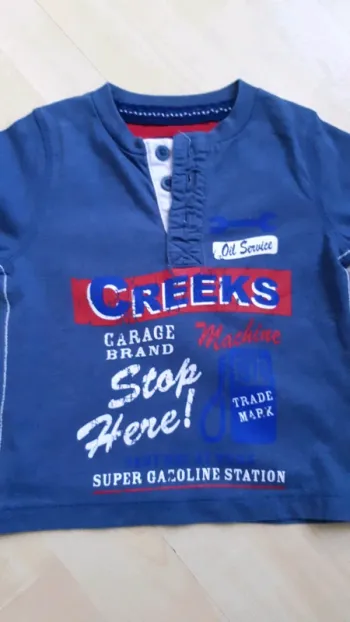 Oil Service
CREEKS
CARAGE
BRAND
Machine
Stop
Here!
TRADE
MARK
SUPER GAZOLINE STATION